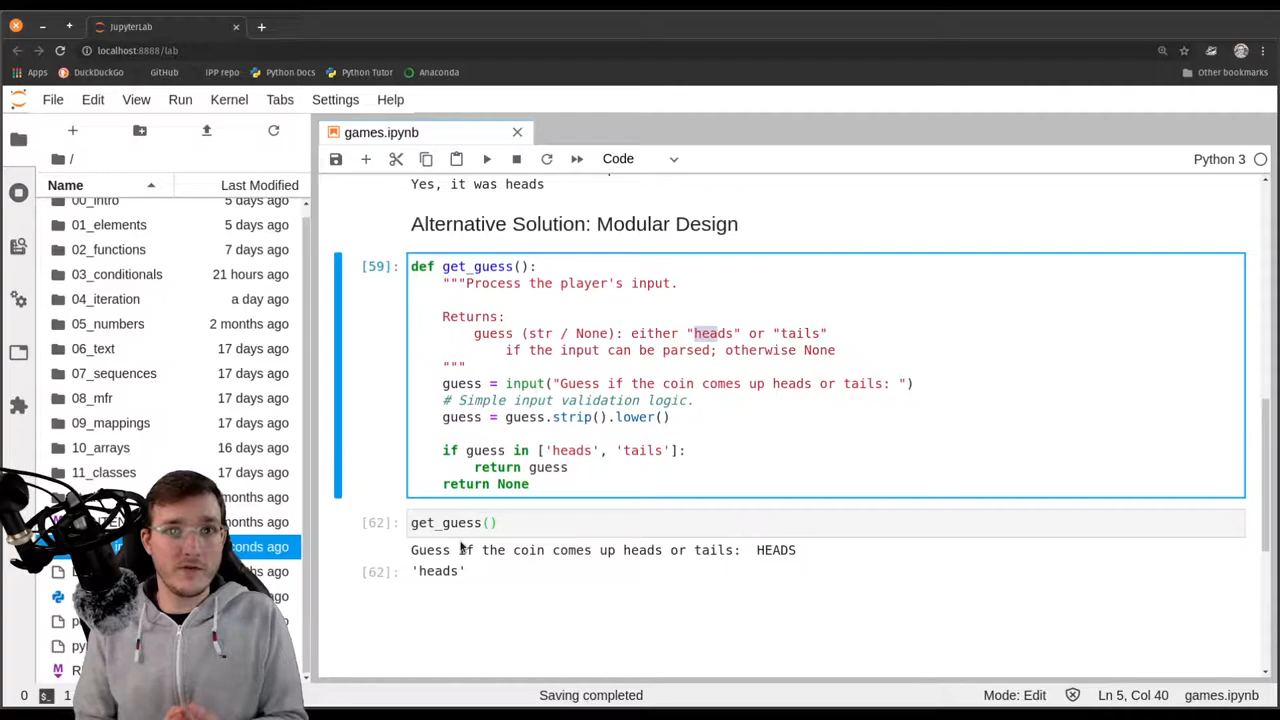 JupyterLab
localhost:8888/lab
Apps DuckDuckGo GitHub IPP repo Python Docs Python Tutor Anaconda Other bookmarks
File Edit View Run Kernel Tabs Settings Help
games.ipynb
/
Code Python 3
Name Last Modified
00_intro 5 days ago
01_elements 5 days ago
02_functions 7 days ago
03_conditionals 21 hours ago
04_iteration a day ago
05_numbers 2 months ago
06_text 17 days ago
07_sequences 17 days ago
08_mfr 17 days ago
09_mappings 17 days ago
10_arrays 16 days ago
11_classes 17 days ago
months ago
months ago
conds ago
months ago
Yes, it was heads
Alternative Solution: Modular Design
[59]: def get_guess():
"""Process the player's input.
Returns:
guess (str / None): either "heads" or "tails"
if the input can be parsed; otherwise None
"""
guess = input("Guess if the coin comes up heads or tails: ")
# Simple input validation logic.
guess = guess.strip().lower()
if guess in ['heads', 'tails']:
return guess
return None
[62]: get_guess()
Guess if the coin comes up heads or tails: HEADS
[62]: 'heads'
0 $_ 1 Saving completed Mode: Edit Ln 5, Col 40 games.ipynb